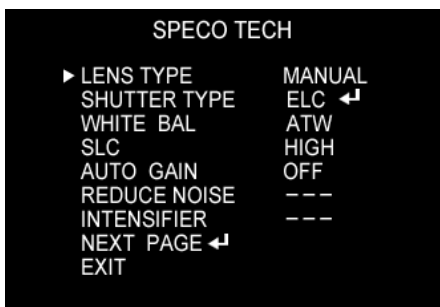 SPECO TECH
▶ LENS TYPE MANUAL
SHUTTER TYPE ELC ↵
WHITE BAL ATW
SLC HIGH
AUTO GAIN OFF
REDUCE NOISE ---
INTENSIFIER ---
NEXT PAGE ↵
EXIT